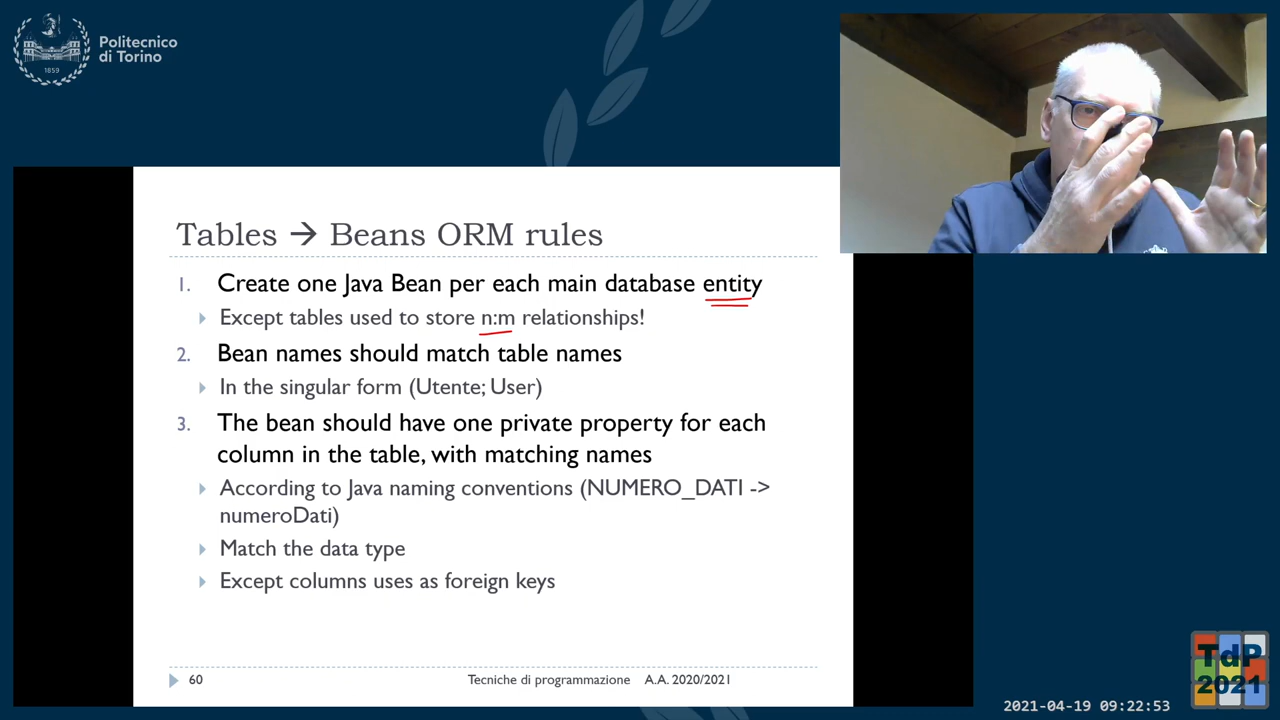 Politecnico
di Torino
1859
Tables → Beans ORM rules
1. Create one Java Bean per each main database entity
Except tables used to store n:m relationships!
2. Bean names should match table names
In the singular form (Utente; User)
3. The bean should have one private property for each
column in the table, with matching names
According to Java naming conventions (NUMERO_DATI ->
numeroDati)
Match the data type
Except columns uses as foreign keys
60 Tecniche di programmazione A.A. 2020/2021
TdP
2021
2021-04-19 09:22:53